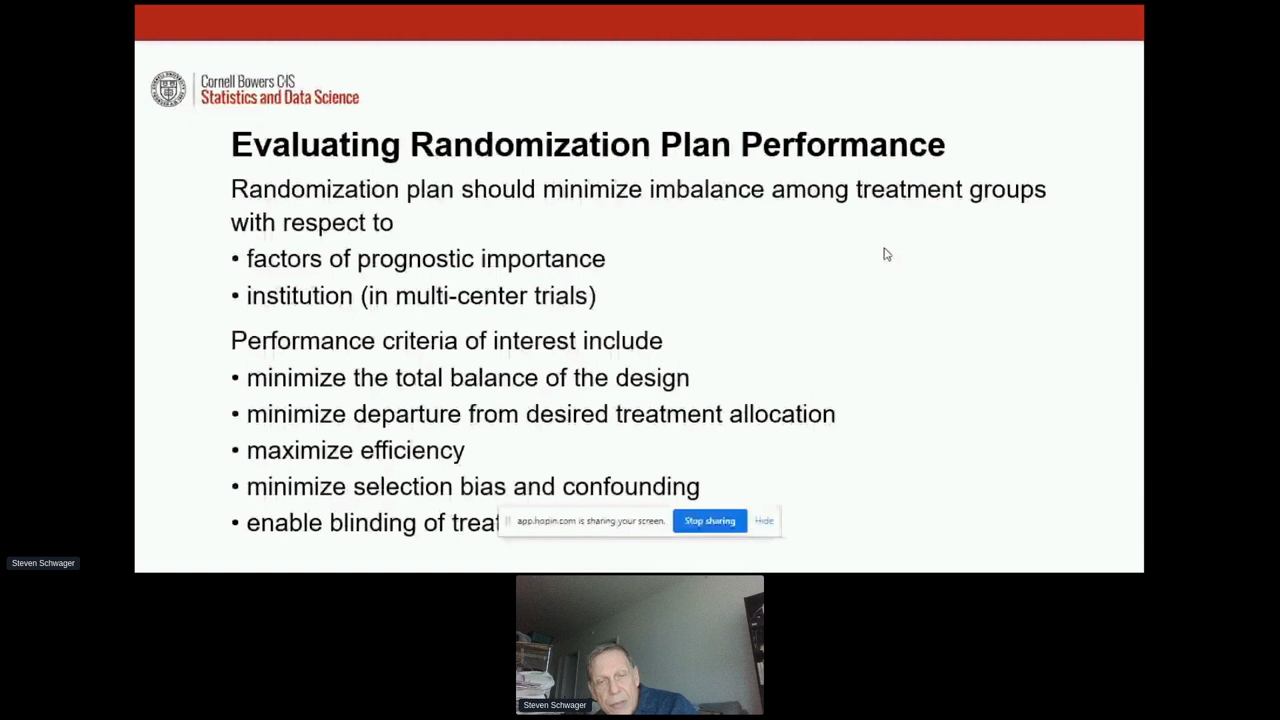 Cornell Bowers C·IS
Statistics and Data Science
Evaluating Randomization Plan Performance
Randomization plan should minimize imbalance among treatment groups
with respect to
• factors of prognostic importance
• institution (in multi-center trials)
Performance criteria of interest include
• minimize the total balance of the design
• minimize departure from desired treatment allocation
• maximize efficiency
• minimize selection bias and confounding
• enable blinding of treat
app.hopin.com is sharing your screen. Stop sharing Hide
Steven Schwager
Steven Schwager